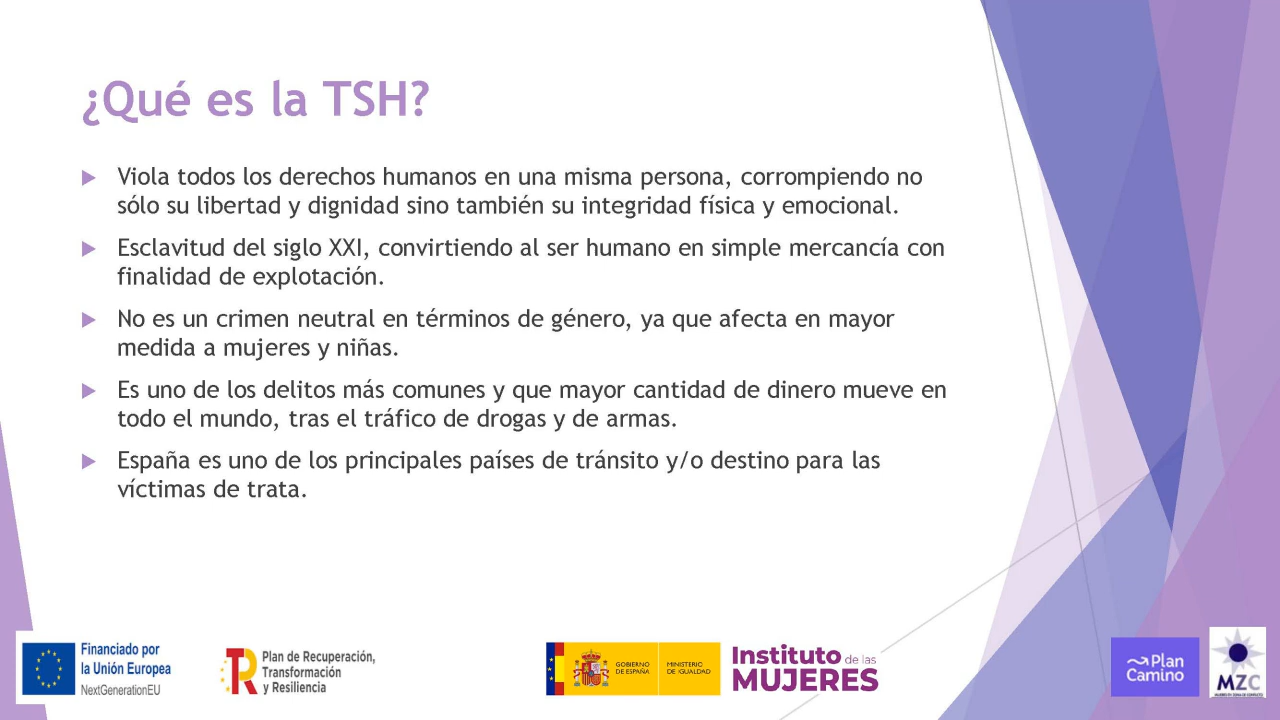 ¿Qué es la TSH?
Viola todos los derechos humanos en una misma persona, corrompiendo no
sólo su libertad y dignidad sino también su integridad física y emocional.
Esclavitud del siglo XXI, convirtiendo al ser humano en simple mercancía con
finalidad de explotación.
No es un crimen neutral en términos de género, ya que afecta en mayor
medida a mujeres y niñas.
Es uno de los delitos más comunes y que mayor cantidad de dinero mueve en
todo el mundo, tras el tráfico de drogas y de armas.
España es uno de los principales países de tránsito y/o destino para las
víctimas de trata.
Financiado por
la Unión Europea
NextGenerationEU
Plan de Recuperación,
Transformación
y Resiliencia
GOBIERNO
DE ESPAÑA
MINISTERIO
DE IGUALDAD
Instituto de las
MUJERES
Plan
Camino
MZC
MUJERES EN ZONA DE CONFLICTO